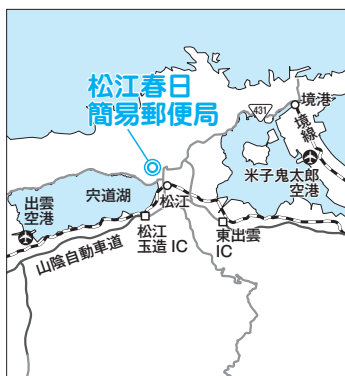 松江春日
簡易郵便局
431
境港
境線
米子鬼太郎
空港
宍道湖
出雲
空港
松江
松江
玉造 IC
東出雲
IC
山陰自動車道